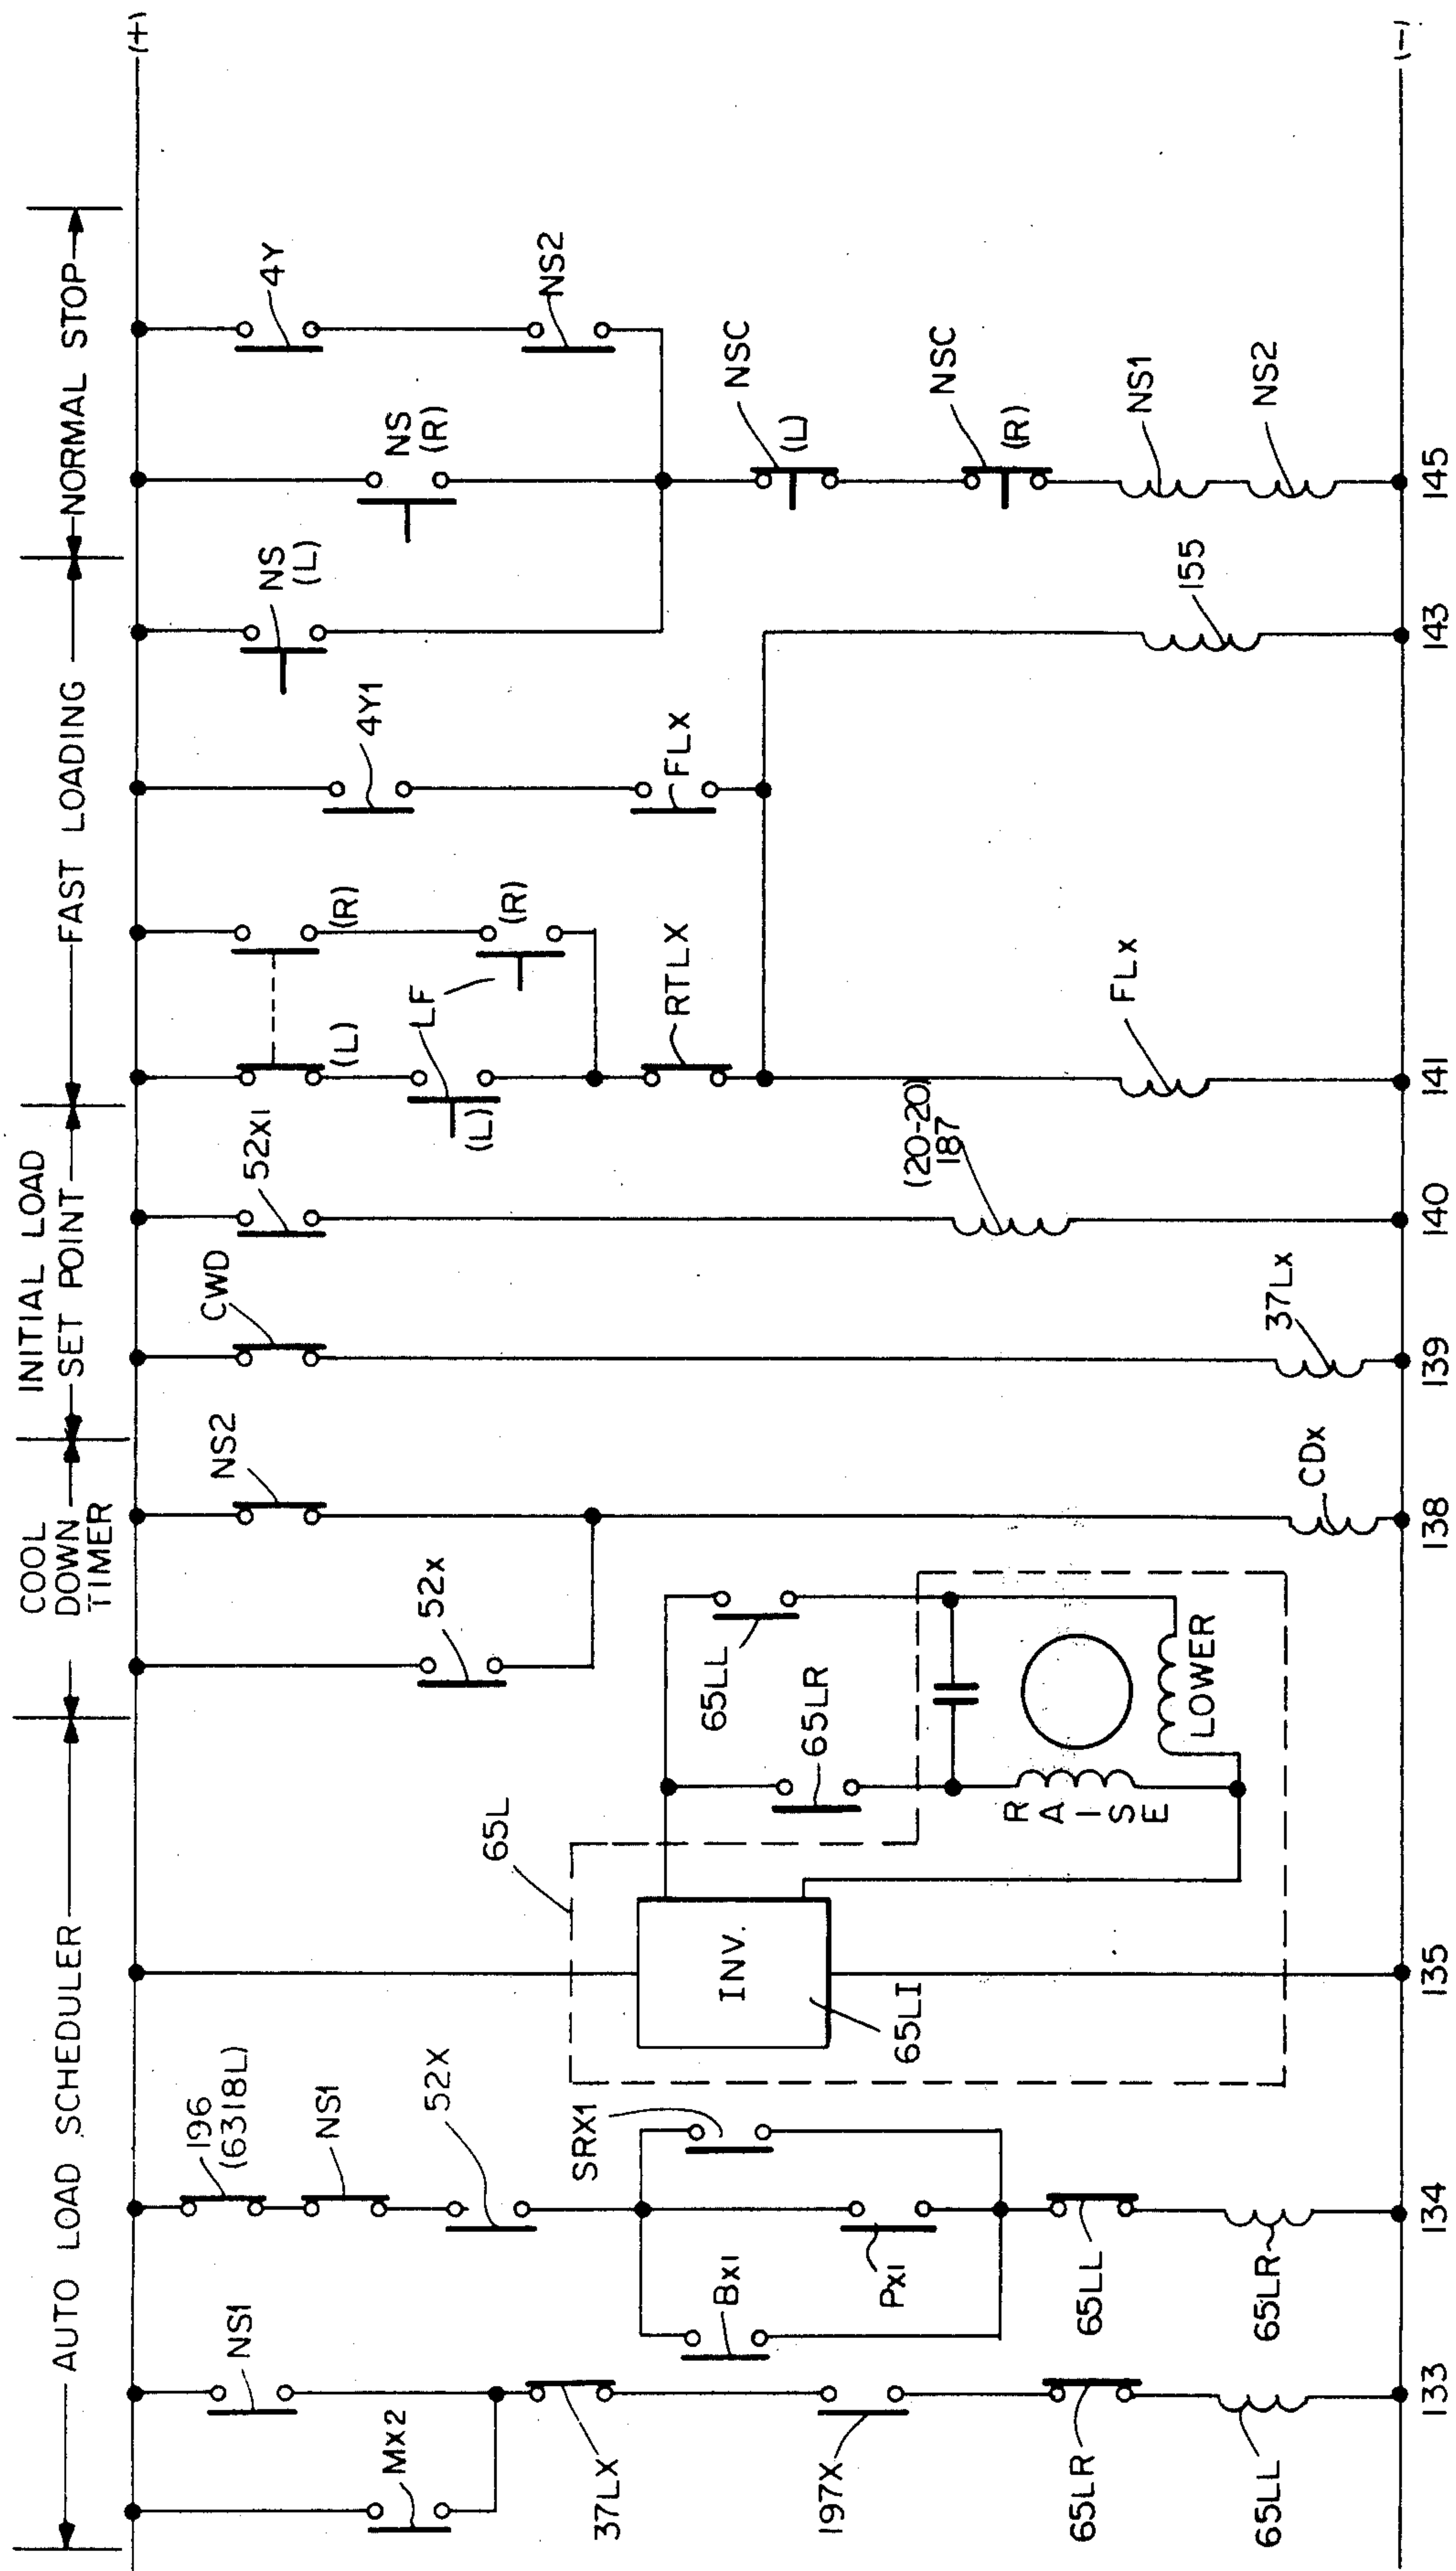 AUTO LOAD SCHEDULER
COOL
DOWN
TIMER
INITIAL LOAD
SET POINT
FAST LOADING
NORMAL STOP
(+)
Mx2
NS1
37LX
197X
65LR
65LL
133
196
(6318L)
NS1
52X
SRX1
Bx1
Px1
65LL
65LR
134
65L
INV.
65LI
65LR
65LL
RAISE
LOWER
135
52x
NS2
CDx
138
CWD
37Lx
139
52X1
(20-20)
187
140
(L)
(R)
LF
(L)
(R)
RTLX
FLx
141
4Y1
FLX
155
143
NS
(L)
NS
(R)
4Y
NS2
NSC
(L)
NSC
(R)
NS1
NS2
145
(-)